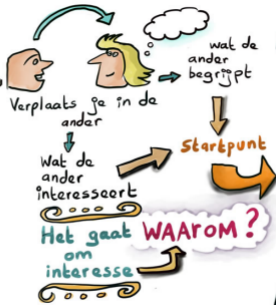 wat de
ander
begrijpt
Verplaats je in de
ander
Startpunt
Wat de
ander
interesseert
Het gaat
om
interesse
WAAROM?